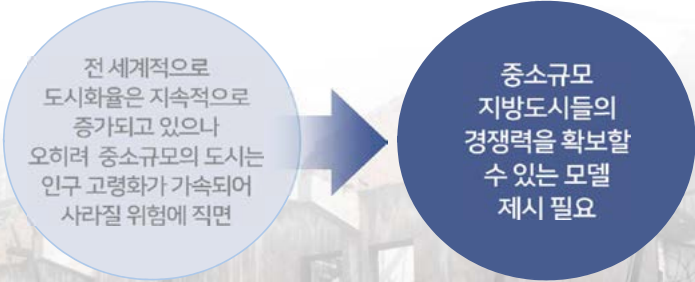 전 세계적으로
도시화율은 지속적으로
증가되고 있으나
오히려 중소규모의 도시는
인구 고령화가 가속되어
사라질 위험에 직면
중소규모
지방도시들의
경쟁력을 확보할
수 있는 모델
제시 필요